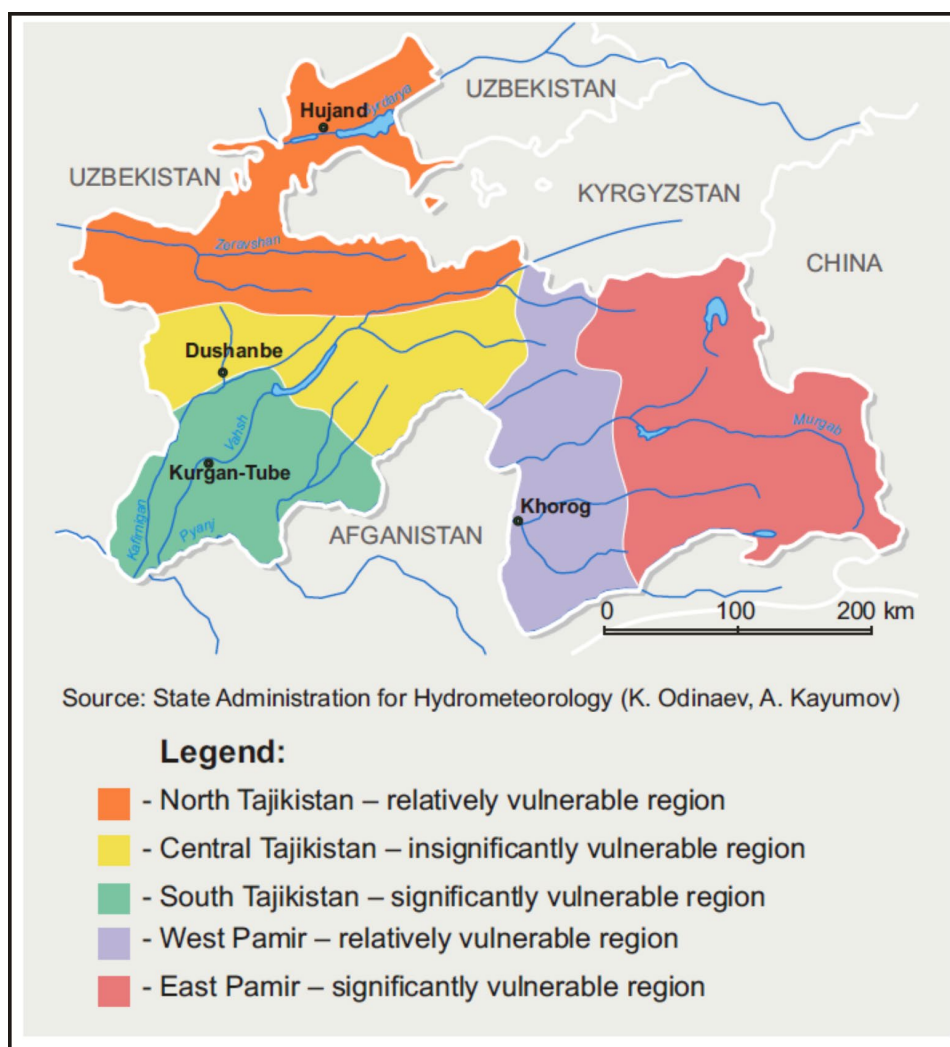 UZBEKISTAN
Hujand
Syrdarya
UZBEKISTAN
KYRGYZSTAN
Zeravshan
CHINA
Dushanbe
Vahsh
Murgab
Kurgan-Tube
Khorog
Kafirnigan
Pyanj
AFGANISTAN
0 100 200 km
Source: State Administration for Hydrometeorology (K. Odinaev, A. Kayumov)
Legend:
- North Tajikistan – relatively vulnerable region
- Central Tajikistan – insignificantly vulnerable region
- South Tajikistan – significantly vulnerable region
- West Pamir – relatively vulnerable region
- East Pamir – significantly vulnerable region